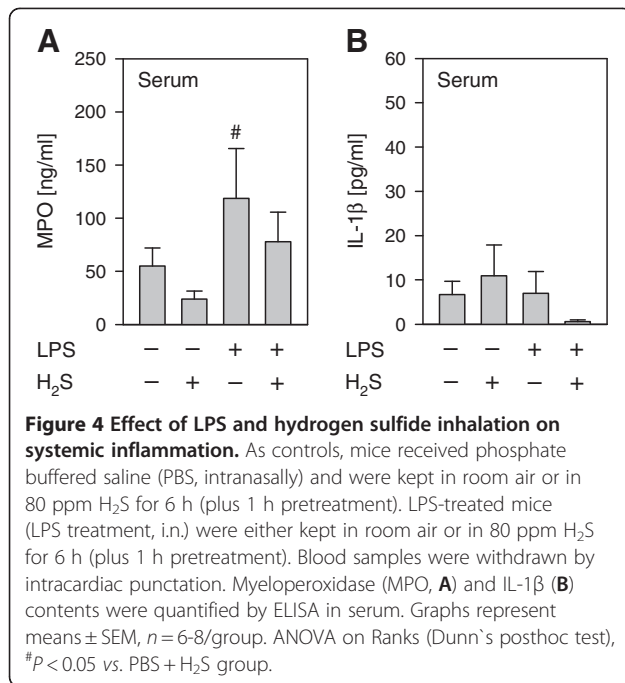 A B
250
200
150
100
50
0
MPO [ng/ml]
Serum
#
LPS − − + +
H₂S − + − +
60
50
40
30
20
10
0
IL-1β [pg/ml]
Serum
− − + +
− + − +
Figure 4 Effect of LPS and hydrogen sulfide inhalation on
systemic inflammation. As controls, mice received phosphate
buffered saline (PBS, intranasally) and were kept in room air or in
80 ppm H₂S for 6 h (plus 1 h pretreatment). LPS-treated mice
(LPS treatment, i.n.) were either kept in room air or in 80 ppm H₂S
for 6 h (plus 1 h pretreatment). Blood samples were withdrawn by
intracardiac punctation. Myeloperoxidase (MPO, A) and IL-1β (B)
contents were quantified by ELISA in serum. Graphs represent
means ± SEM, n = 6-8/group. ANOVA on Ranks (Dunn`s posthoc test),
#P < 0.05 vs. PBS + H₂S group.